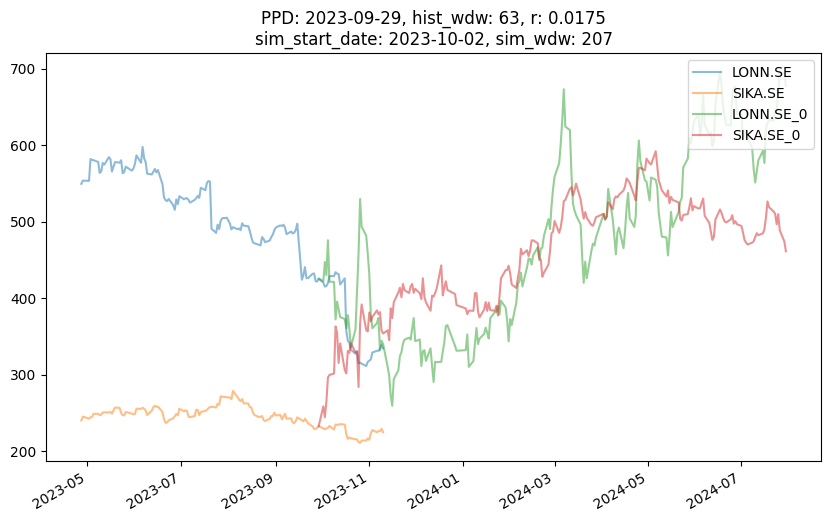 PPD: 2023-09-29, hist_wdw: 63, r: 0.0175
sim_start_date: 2023-10-02, sim_wdw: 207
LONN.SE
SIKA.SE
LONN.SE_0
SIKA.SE_0
700
600
500
400
300
200
2023-05
2023-07
2023-09
2023-11
2024-01
2024-03
2024-05
2024-07